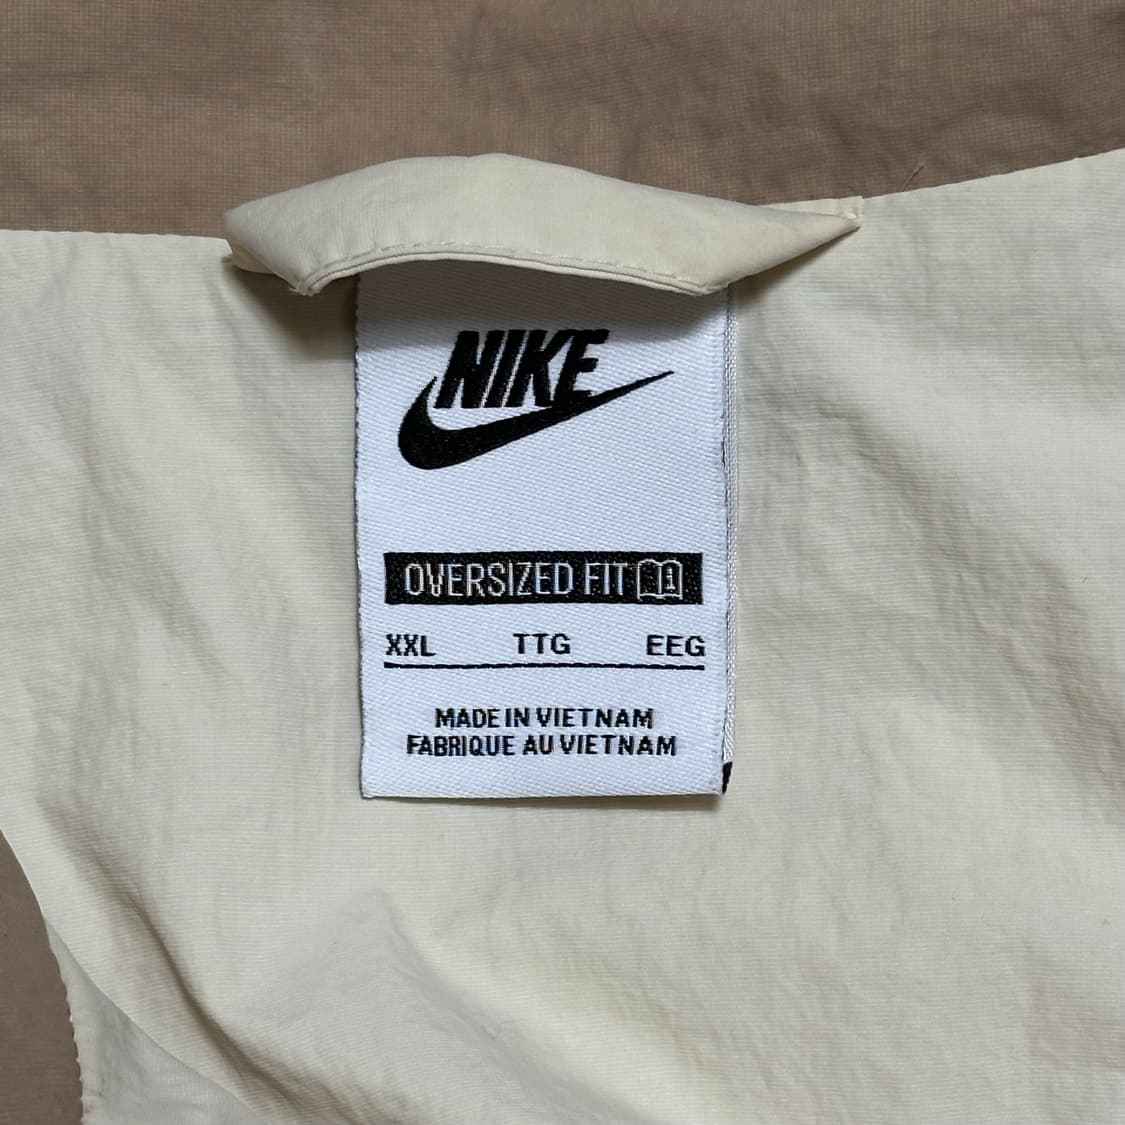 NIKE
OVERSIZED FIT
XXL TTG EEG
MADE IN VIETNAM
FABRIQUE AU VIETNAM